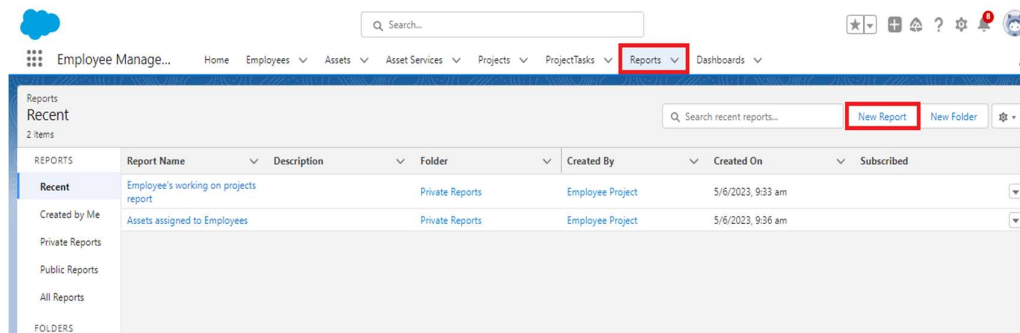 Search...
8
Employee Manage... Home Employees Assets Asset Services Projects ProjectTasks Reports Dashboards
Reports
Recent
2 items
Search recent reports...
New Report
New Folder
REPORTS
Report Name Description Folder Created By Created On Subscribed
Recent
Employee's working on projects
report
Private Reports
Employee Project
5/6/2023, 9:33 am
Created by Me
Assets assigned to Employees
Private Reports
Employee Project
5/6/2023, 9:36 am
Private Reports
Public Reports
All Reports
FOLDERS